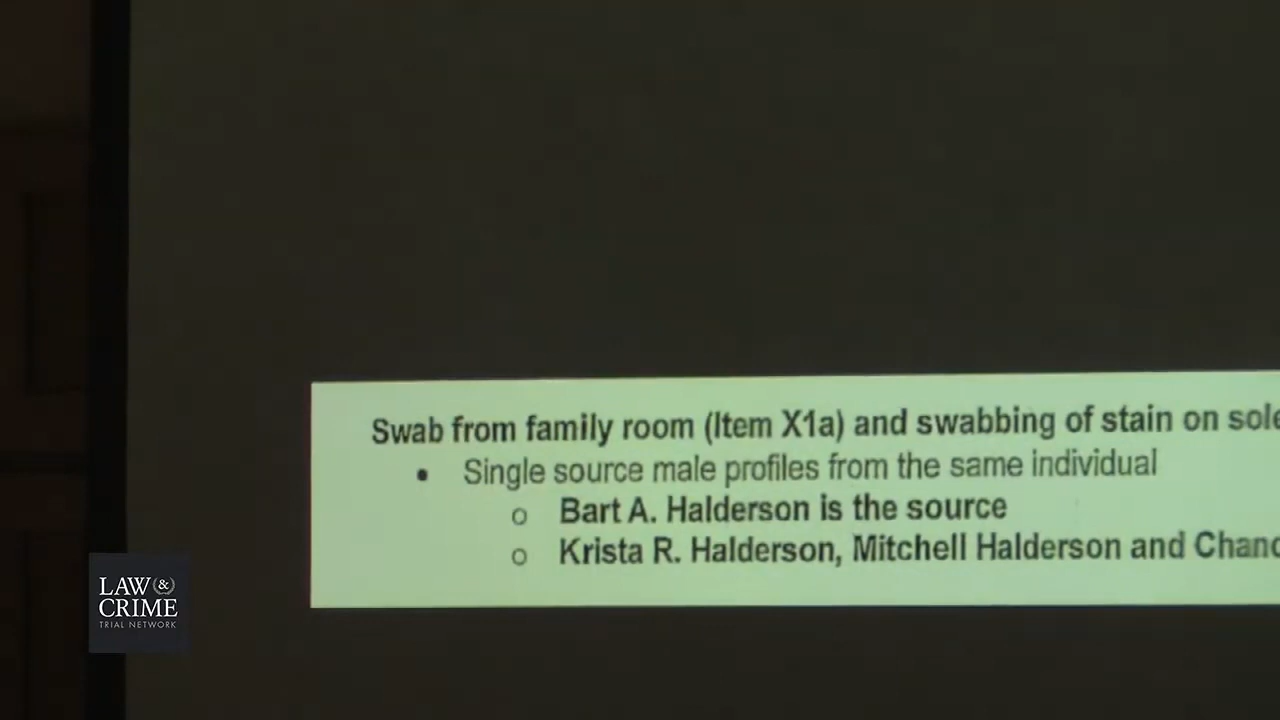 Swab from family room (Item X1a) and swabbing of stain on sole
• Single source male profiles from the same individual
o Bart A. Halderson is the source
o Krista R. Halderson, Mitchell Halderson and Chanc
LAW &
CRIME
TRIAL NETWORK